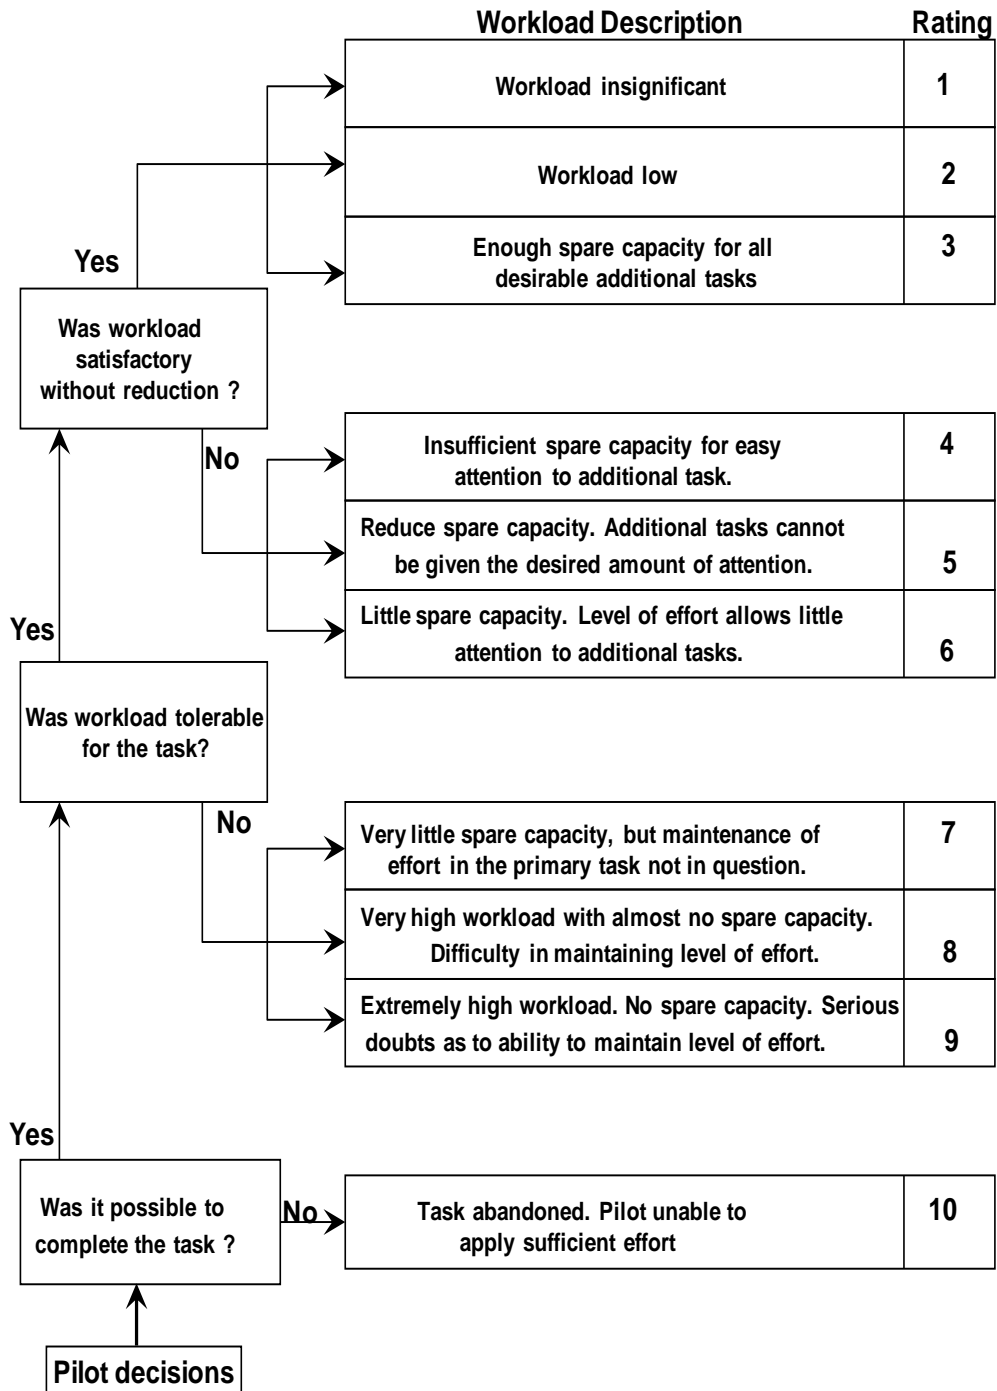 Workload Description Rating
Workload insignificant 1
Workload low 2
Enough spare capacity for all 3
desirable additional tasks
Yes
Was workload
satisfactory
without reduction ?
No
Insufficient spare capacity for easy 4
attention to additional task.
Reduce spare capacity. Additional tasks cannot
be given the desired amount of attention. 5
Little spare capacity. Level of effort allows little
attention to additional tasks. 6
Yes
Was workload tolerable
for the task?
No
Very little spare capacity, but maintenance of 7
effort in the primary task not in question.
Very high workload with almost no spare capacity.
Difficulty in maintaining level of effort. 8
Extremely high workload. No spare capacity. Serious
doubts as to ability to maintain level of effort. 9
Yes
Was it possible to
complete the task ?
No
Task abandoned. Pilot unable to 10
apply sufficient effort
Pilot decisions